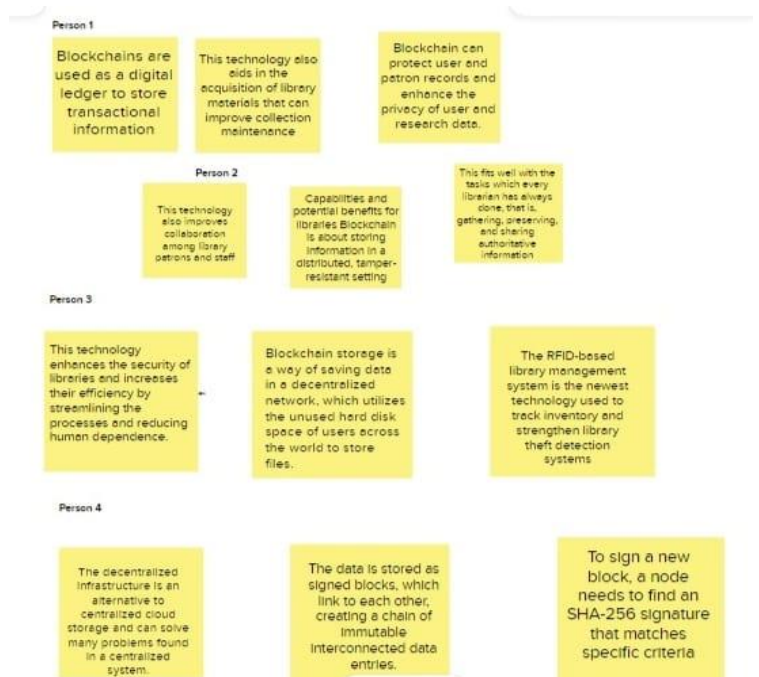 Person 1
Blockchains are
used as a digital
ledger to store
transactional
information
This technology also
aids in the
acquisition of library
materials that can
improve collection
maintenance
Blockchain can
protect user and
patron records and
enhance the
privacy of user and
research data.
Person 2
This technology
also improves
collaboration
among library
patrons and staff
Capabilities and
potential benefits for
libraries Blockchain
is about storing
information in a
distributed, tamper-
resistant setting
This fits well with the
tasks which every
librarian has always
done, that is,
gathering, preserving,
and sharing
authoritative
information
Person 3
This technology
enhances the security of
libraries and increases
their efficiency by
streamlining the
processes and reducing
human dependence.
Blockchain storage is
a way of saving data
in a decentralized
network, which utilizes
the unused hard disk
space of users across
the world to store
files.
The RFID-based
library management
system is the newest
technology used to
track inventory and
strengthen library
theft detection
systems
Person 4
The decentralized
infrastructure is an
alternative to
centralized cloud
storage and can solve
many problems found
in a centralized
system.
The data is stored as
signed blocks, which
link to each other,
creating a chain of
immutable
interconnected data
entries.
To sign a new
block, a node
needs to find an
SHA-256 signature
that matches
specific criteria